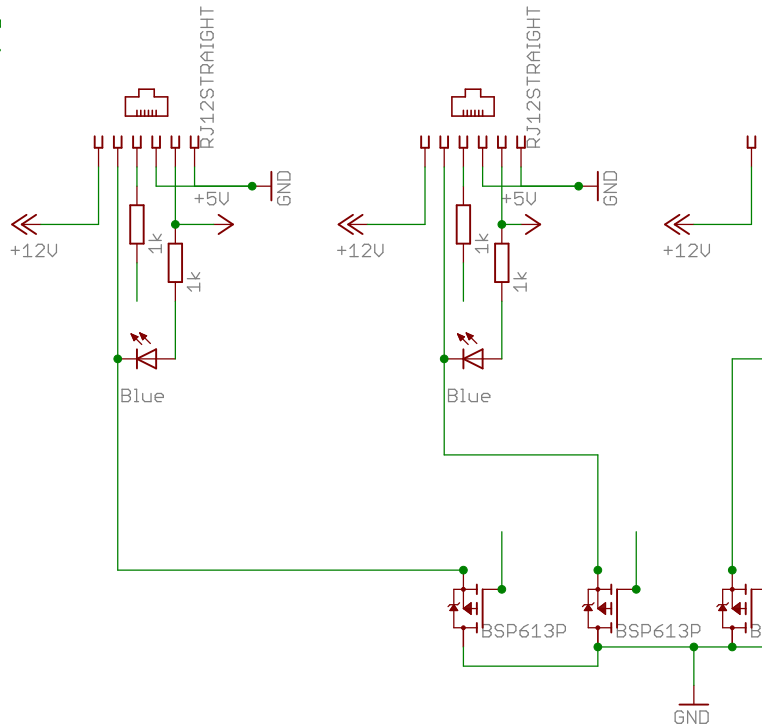 RJ12STRAIGHT
RJ12STRAIGHT
GND
GND
+5V
+5V
+12V
1k
+12V
1k
+12V
1k
1k
Blue
Blue
BSP613P
BSP613P
GND